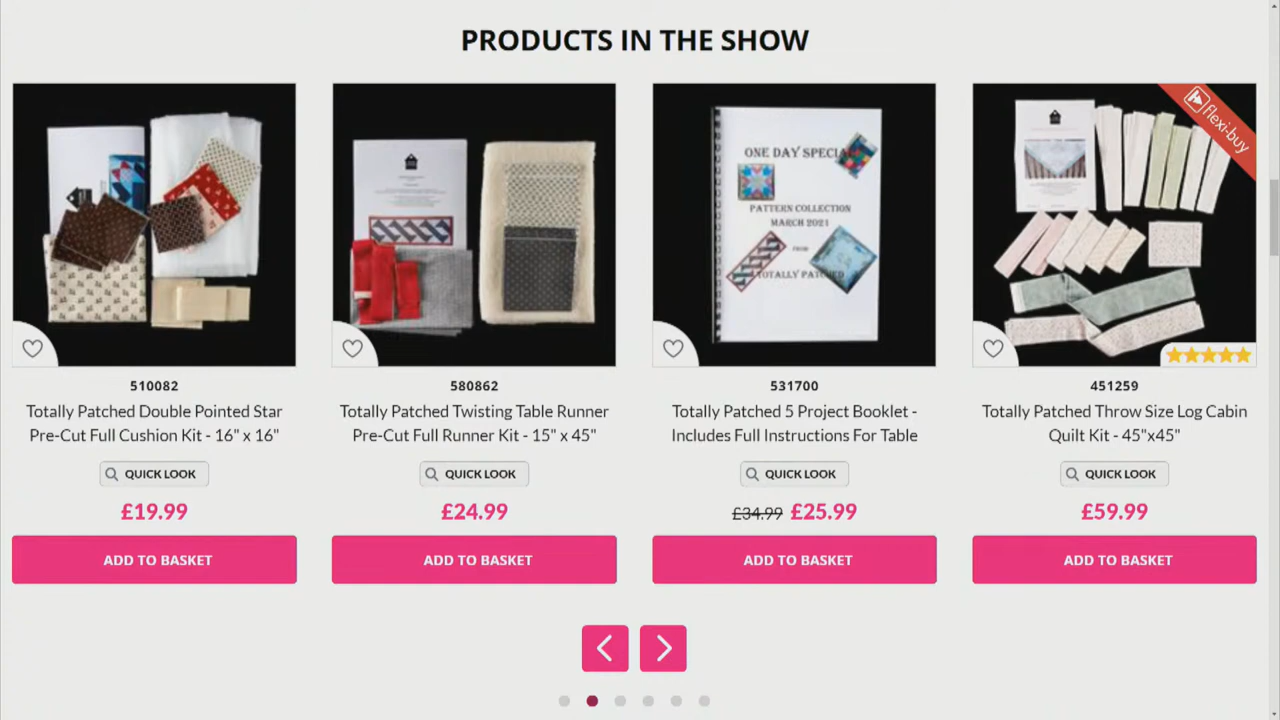 PRODUCTS IN THE SHOW
flexi-buy
ONE DAY SPECIAL
PATTERN COLLECTION
MARCH 2021
FROM
TOTALLY PATCHED
510082
Totally Patched Double Pointed Star
Pre-Cut Full Cushion Kit - 16" x 16"
QUICK LOOK
£19.99
ADD TO BASKET
580862
Totally Patched Twisting Table Runner
Pre-Cut Full Runner Kit - 15" x 45"
QUICK LOOK
£24.99
ADD TO BASKET
531700
Totally Patched 5 Project Booklet -
Includes Full Instructions For Table
QUICK LOOK
£34.99 £25.99
ADD TO BASKET
451259
Totally Patched Throw Size Log Cabin
Quilt Kit - 45"x45"
QUICK LOOK
£59.99
ADD TO BASKET